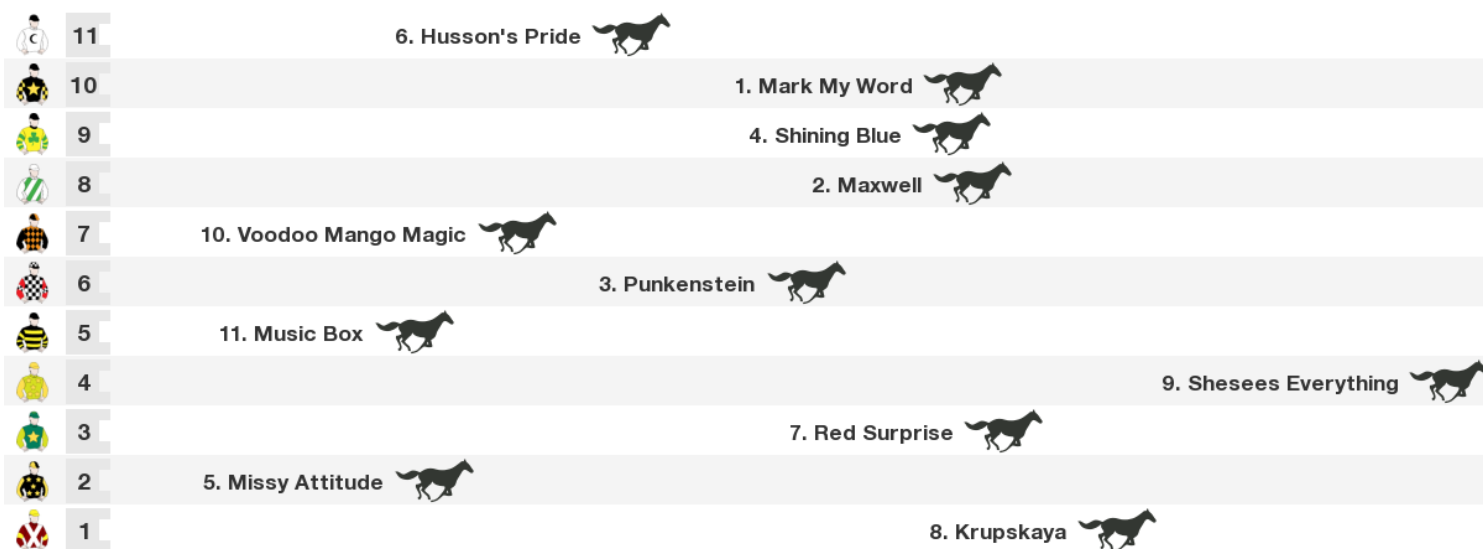 11 6. Husson's Pride
10 1. Mark My Word
9 4. Shining Blue
8 2. Maxwell
7 10. Voodoo Mango Magic
6 3. Punkenstein
5 11. Music Box
4 9. Shesees Everything
3 7. Red Surprise
2 5. Missy Attitude
1 8. Krupskaya